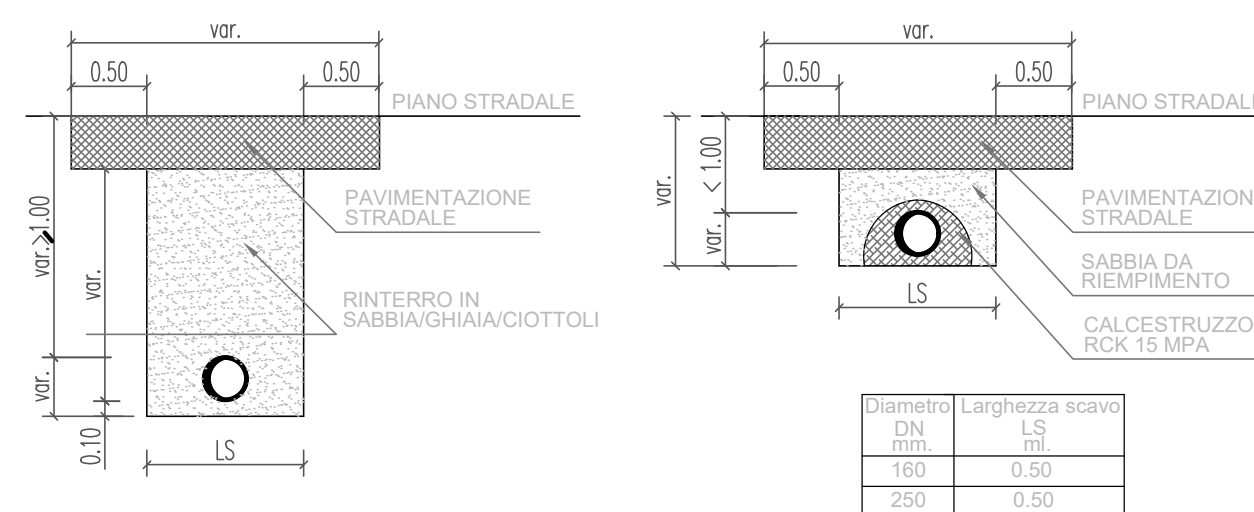 var.
0.50
0.50
PIANO STRADALE
var.>1.00
var.
PAVIMENTAZIONE
STRADALE
RINTERRO IN
SABBIA/GHIAIA/CIOTTOLI
var.
0.10
LS
var.
0.50
0.50
PIANO STRADALE
var.
< 1.00
var.
PAVIMENTAZION
STRADALE
SABBIA DA
RIEMPIMENTO
LS
CALCESTRUZZO
RCK 15 MPA
Diametro Larghezza scavo
DN LS
mm. ml.
160 0.50
250 0.50